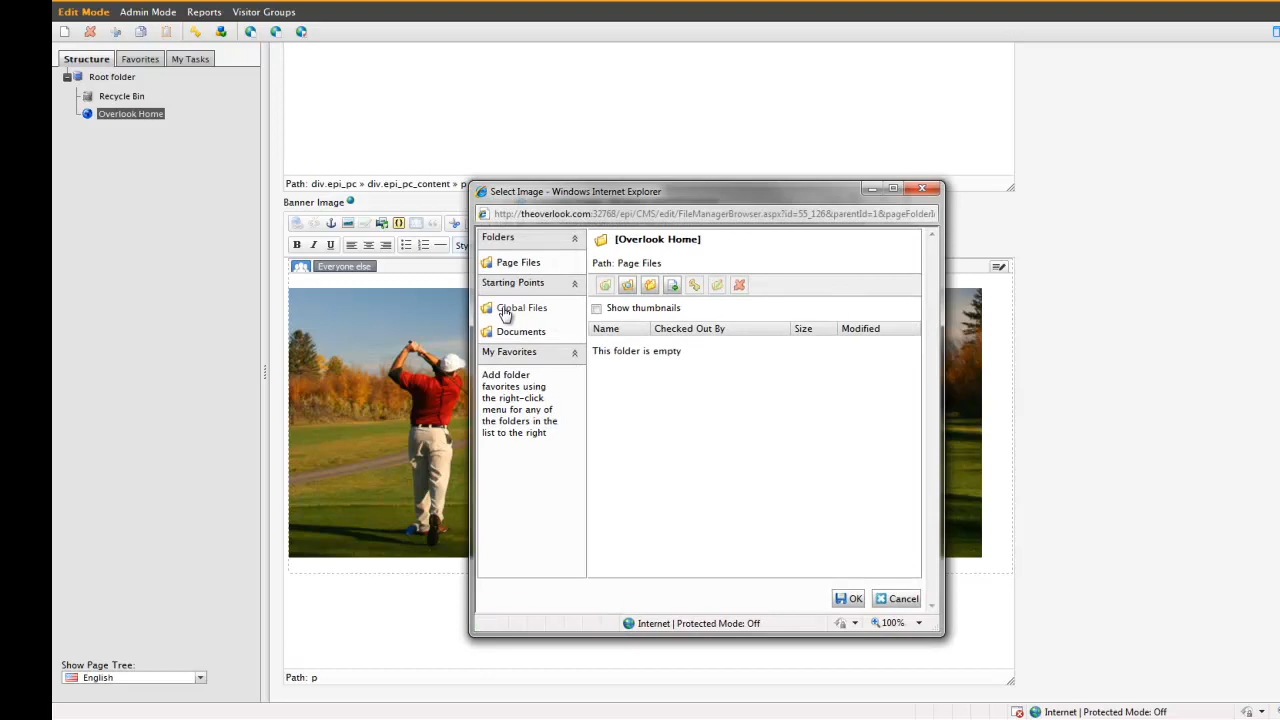 Edit Mode Admin Mode Reports Visitor Groups
Structure Favorites My Tasks
Root folder
Recycle Bin
Overlook Home
Path: div.epi_pc » div.epi_pc_content » p
Banner Image
B I U
Everyone else
Select Image - Windows Internet Explorer
http://theoverlook.com:32768/epi/CMS/edit/FileManagerBrowser.aspx?id=55_126&parentId=1&pageFolderI
Folders
Page Files
Starting Points
Global Files
Documents
My Favorites
Add folder
favorites using
the right-click
menu for any of
the folders in the
list to the right
[Overlook Home]
Path: Page Files
Show thumbnails
Name Checked Out By Size Modified
This folder is empty
OK Cancel
Internet | Protected Mode: Off 100%
Show Page Tree:
English
Path: p
Internet | Protected Mode: Off